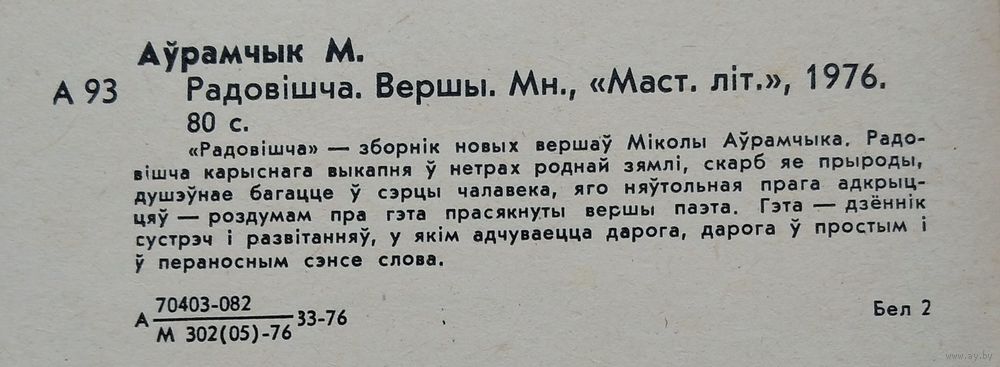 Аўрамчык М.
А 93 Радовішча. Вершы. Мн., «Маст. літ.», 1976.
80 с.
«Радовішча» — зборнік новых вершаў Міколы Аўрамчыка. Радо-
вішча карыснага выкапня ў нетрах роднай зямлі, скарб яе прыроды,
душэўнае багацце ў сэрцы чалавека, яго няўтольная прага адкрыц-
цяў — роздумам пра гэта прасякнуты вершы паэта. Гэта — дзённік
сустрэч і развітанняў, у якім адчуваецца дарога, дарога ў простым і
ў пераносным сэнсе слова.
70403-082
А 33-76
М 302(05)-76
Бел 2
www.ay.by